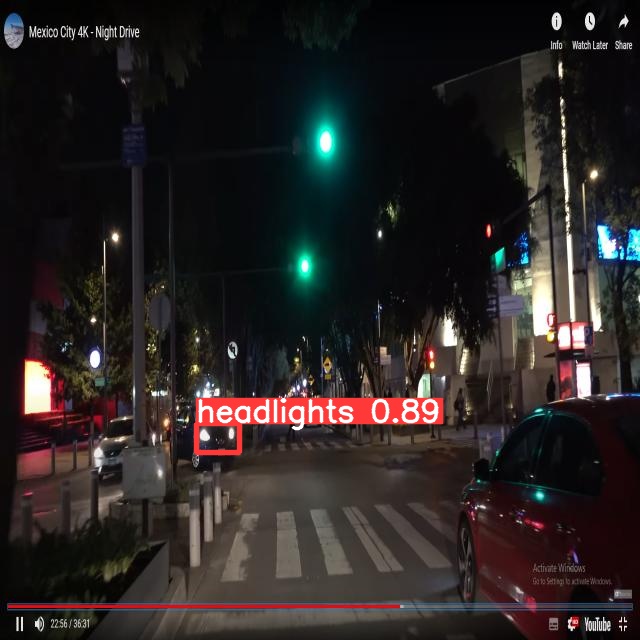 Mexico City 4K - Night Drive
Info
Watch Later
Share
headlights 0.89
Activate Windows
Go to Settings to activate Windows.
22:56 / 36:31
YouTube